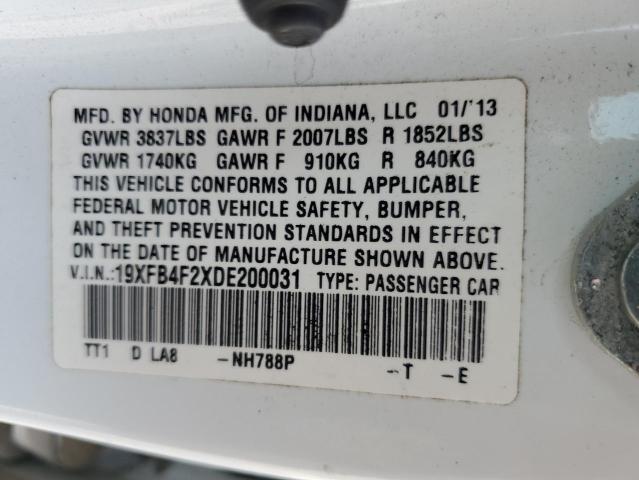 MFD. BY HONDA MFG. OF INDIANA, LLC 01/'13
GVWR 3837LBS GAWR F 2007LBS R 1852LBS
GVWR 1740KG GAWR F 910KG R 840KG
THIS VEHICLE CONFORMS TO ALL APPLICABLE
FEDERAL MOTOR VEHICLE SAFETY, BUMPER,
AND THEFT PREVENTION STANDARDS IN EFFECT
ON THE DATE OF MANUFACTURE SHOWN ABOVE.
V.I.N.:19XFB4F2XDE200031 TYPE: PASSENGER CAR
TT1 D LA8 -NH788P -T -E